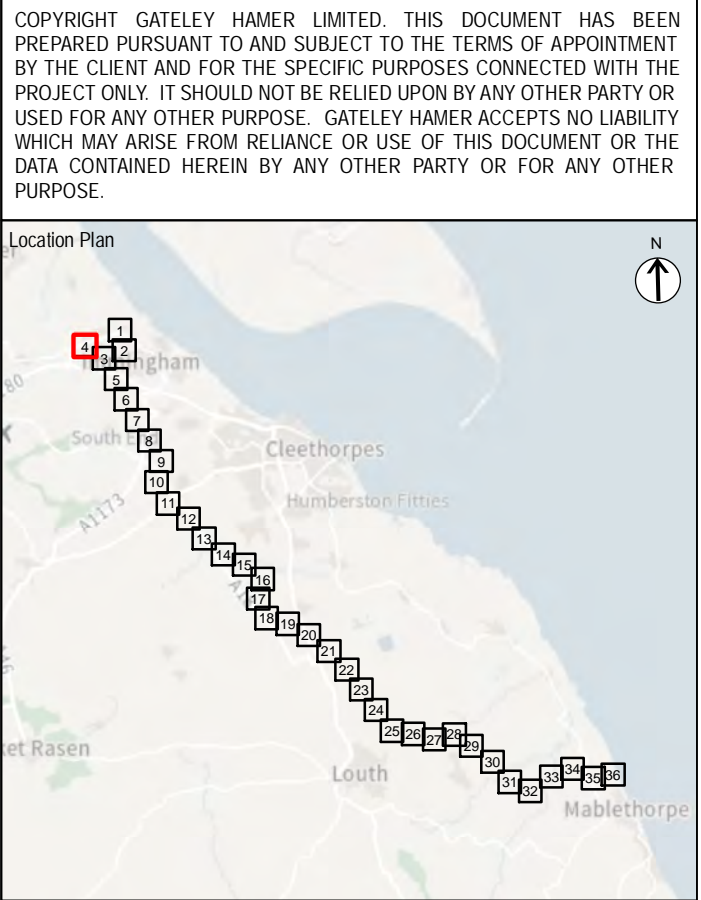 COPYRIGHT GATELEY HAMER LIMITED. THIS DOCUMENT HAS BEEN
PREPARED PURSUANT TO AND SUBJECT TO THE TERMS OF APPOINTMENT
BY THE CLIENT AND FOR THE SPECIFIC PURPOSES CONNECTED WITH THE
PROJECT ONLY. IT SHOULD NOT BE RELIED UPON BY ANY OTHER PARTY OR
USED FOR ANY OTHER PURPOSE. GATELEY HAMER ACCEPTS NO LIABILITY
WHICH MAY ARISE FROM RELIANCE OR USE OF THIS DOCUMENT OR THE
DATA CONTAINED HEREIN BY ANY OTHER PARTY OR FOR ANY OTHER
PURPOSE.
Location Plan
N
1
4
2
3
ingham
5
80
6
7
South
8
Cleethorpes
9
10
Humberston Fitties
11
A1173
12
13
14
15
16
17
18
19
20
21
22
23
24
25
26
27
28
29
et Rasen
30
Louth
31
32
33
34
35
36
Mablethorpe